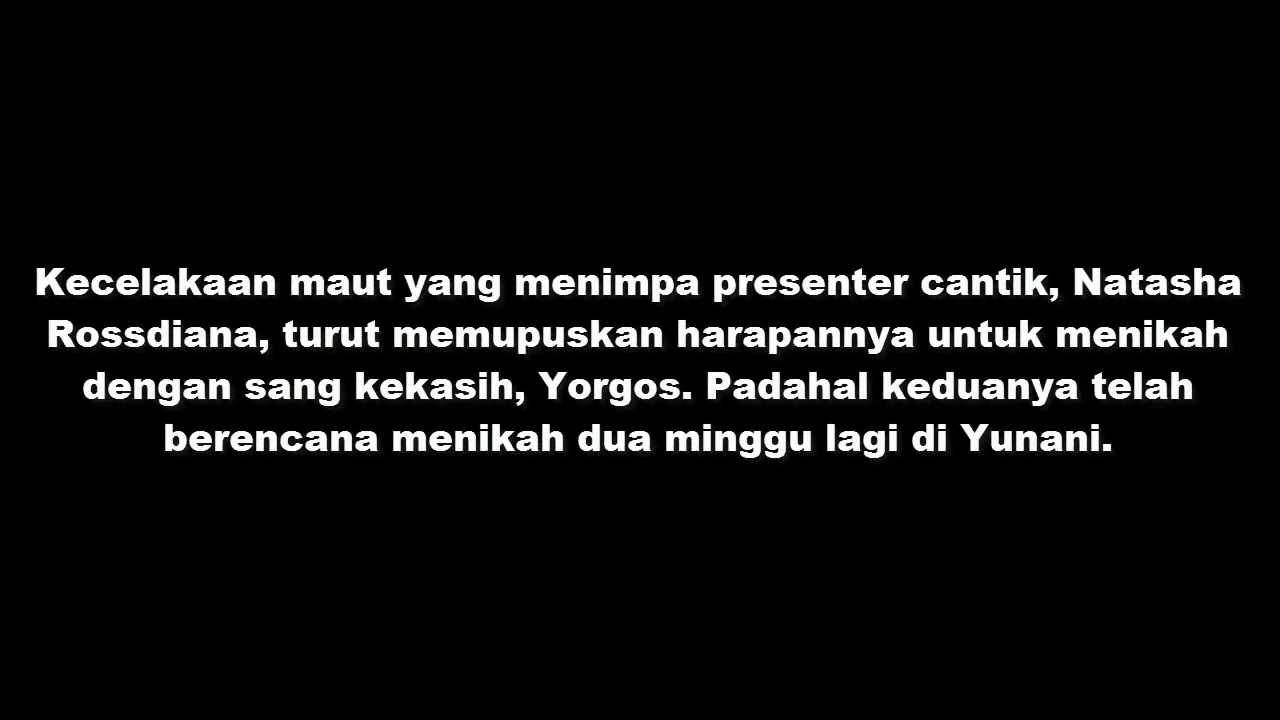 Kecelakaan maut yang menimpa presenter cantik, Natasha
Rossdiana, turut memupuskan harapannya untuk menikah
dengan sang kekasih, Yorgos. Padahal keduanya telah
berencana menikah dua minggu lagi di Yunani.